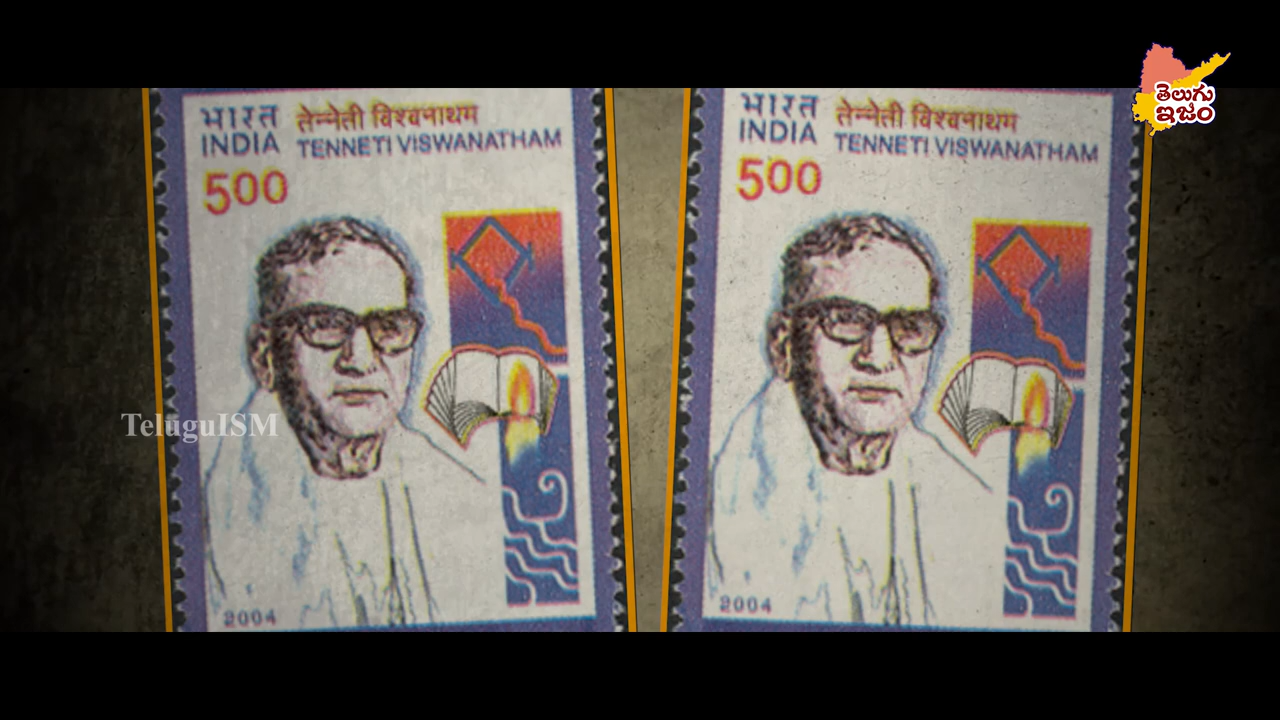 भारत
INDIA
तेन्नेती विश्वनाथम
TENNETI VISWANATHAM
500
2004
भारत
INDIA
तेन्नेती विश्वनाथम
TENNETI VISWANATHAM
500
2004
తెలుగు
ఇజం
TeluguISM